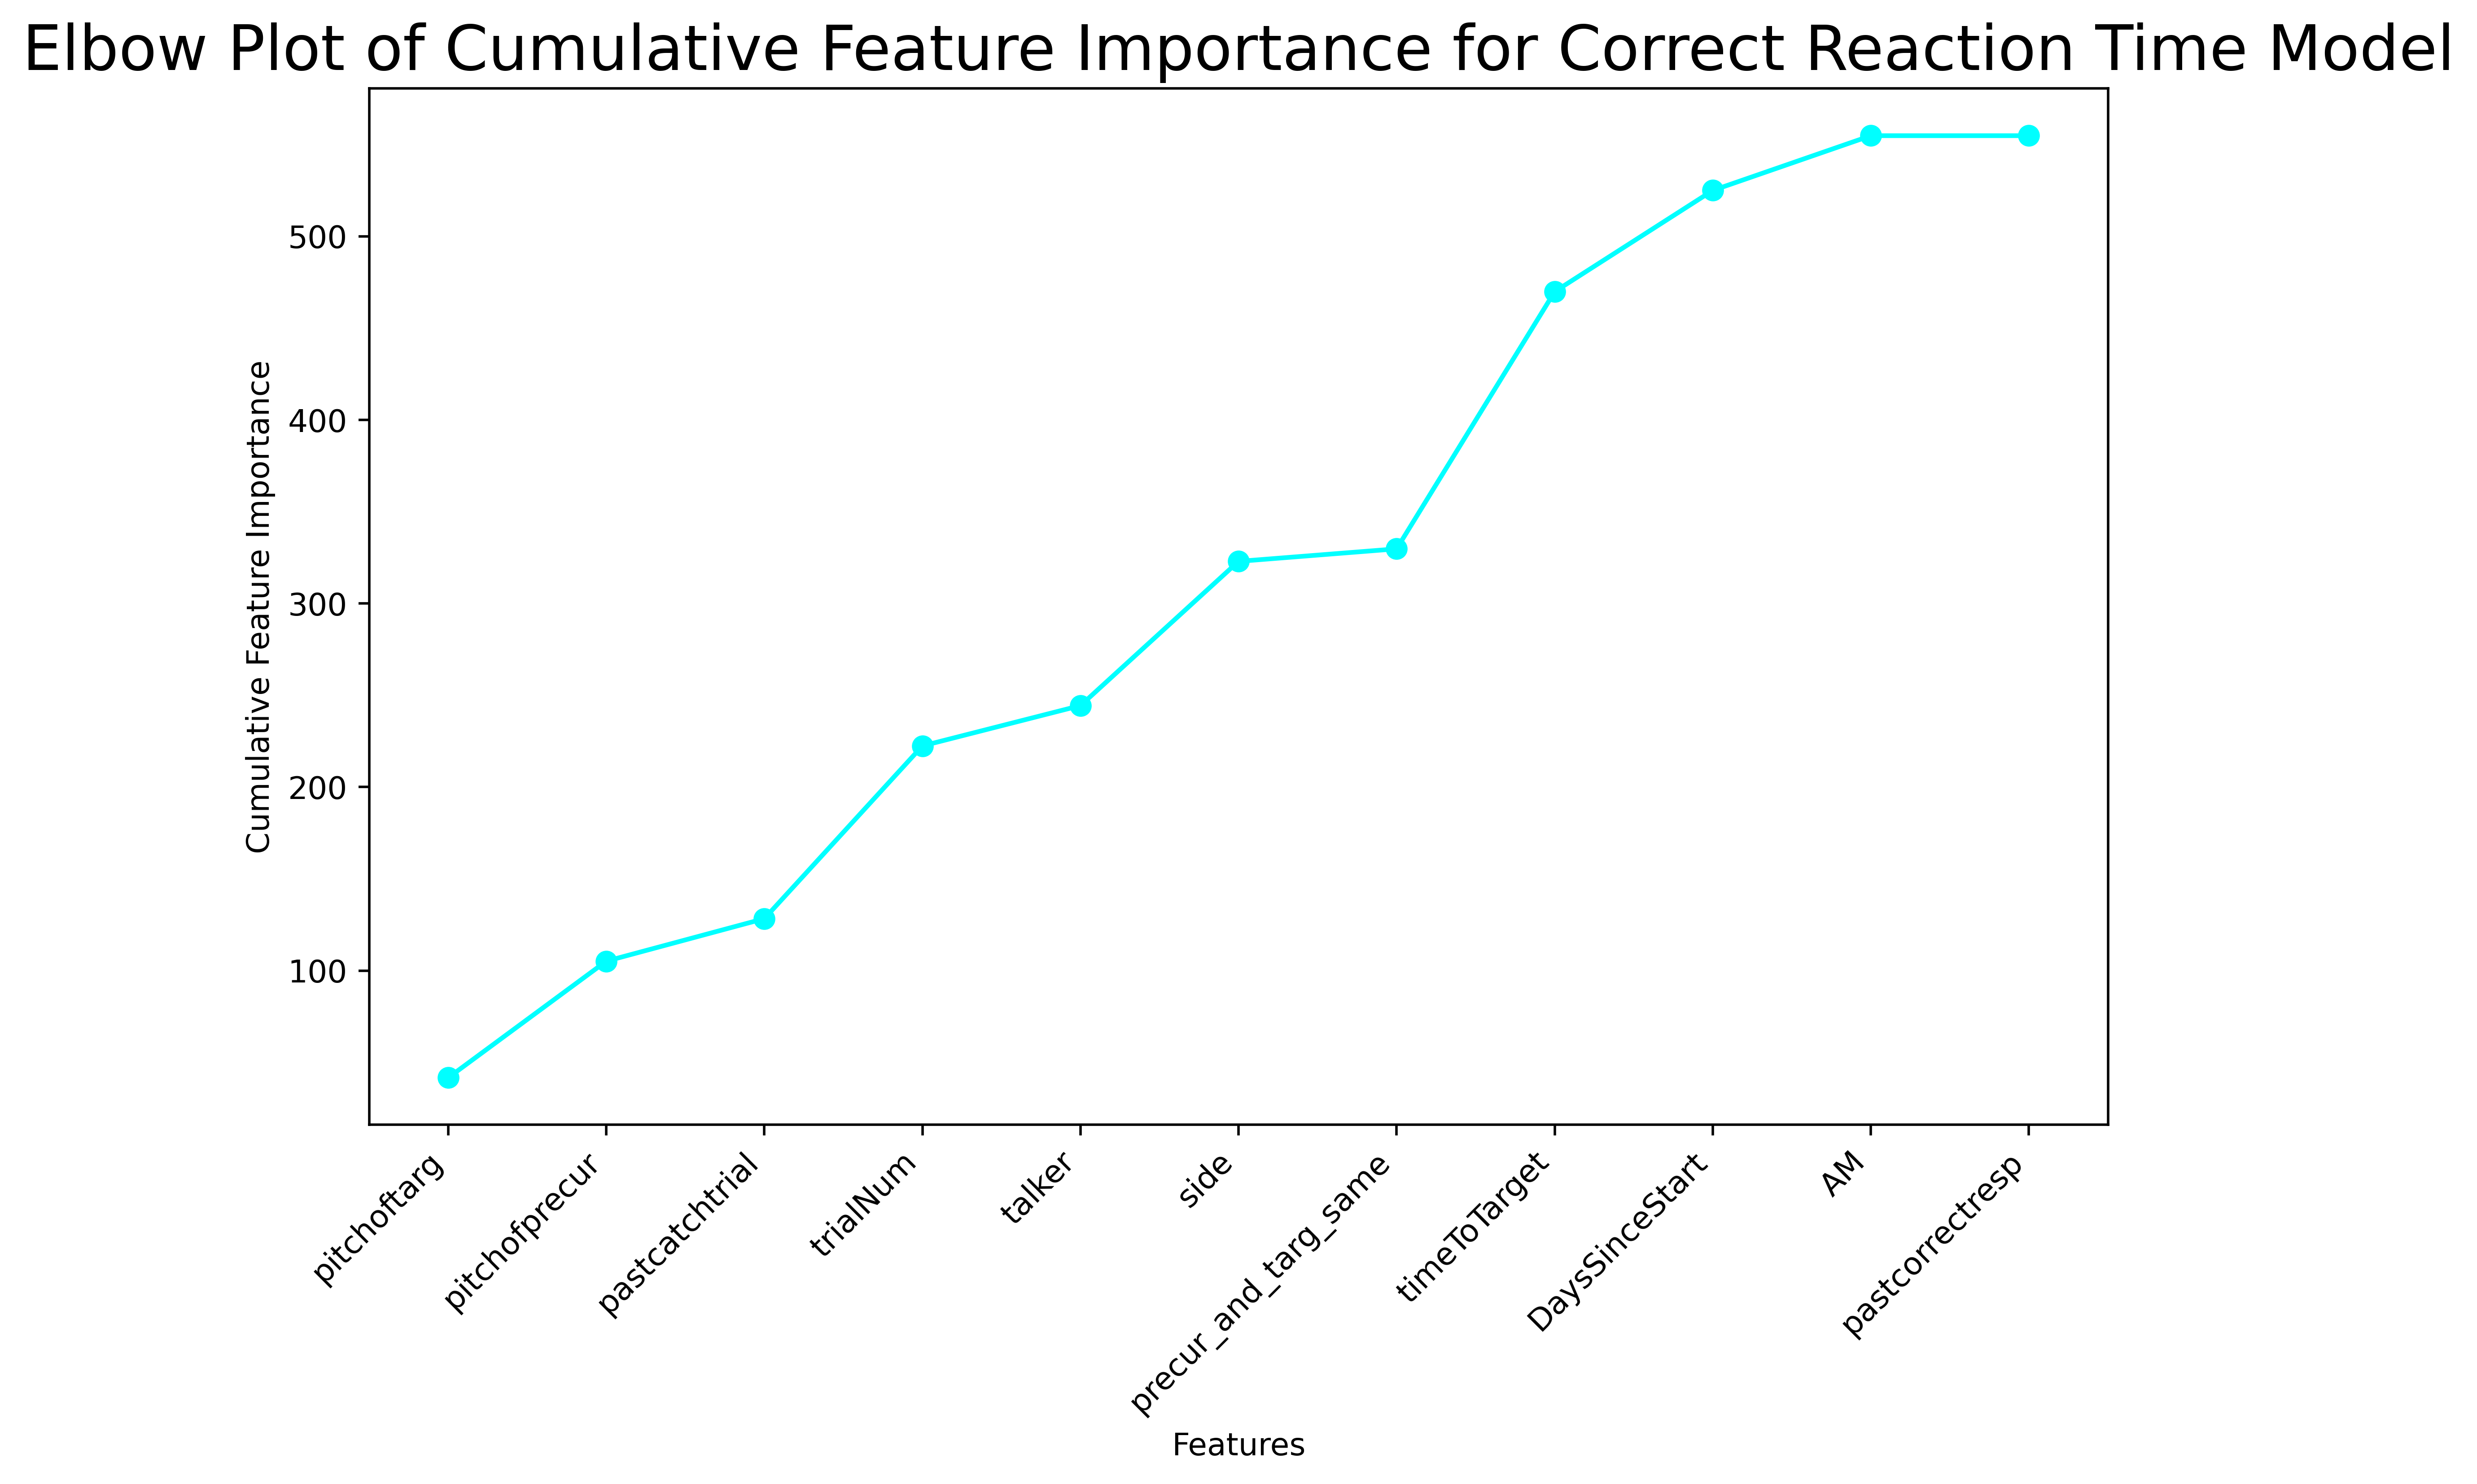 Elbow Plot of Cumulative Feature Importance for Correct Reaction Time Model
Cumulative Feature Importance
500
400
300
200
100
pitchoftarg
pitchofprecur
pastcatchtrial
trialNum
talker
side
precur_and_targ_same
timeToTarget
DaysSinceStart
AM
pastcorrectresp
Features